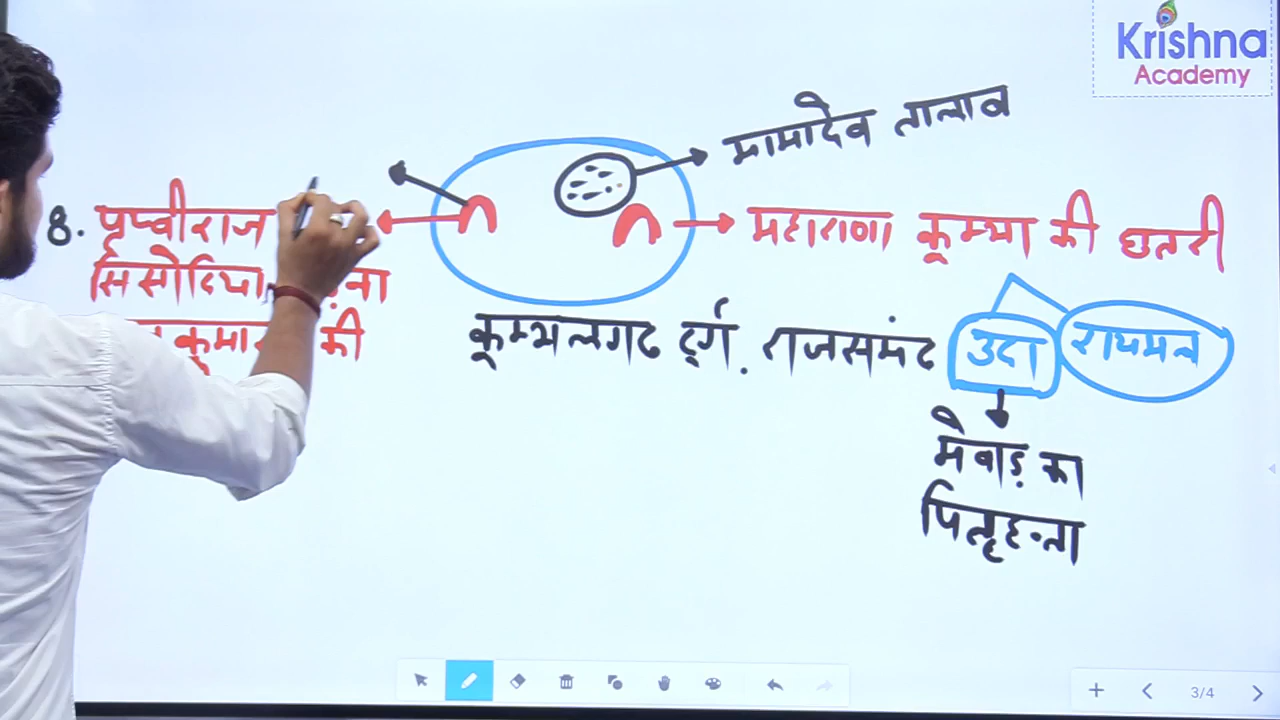 Krishna
Academy
मामादेव तालाब
8. पृथ्वीराज
महाराणा कुम्भा की छतरी
सिसोदिया
की
कुम्भलगढ दुर्ग. राजसमंद
उदा
रायमल
मेवाड़ का
पितृहन्ता
3/4